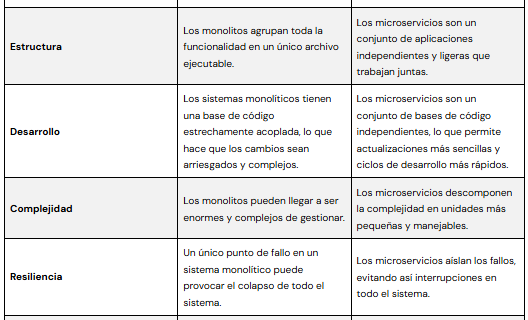 Estructura
Los monolitos agrupan toda la
funcionalidad en un único archivo
ejecutable.
Los microservicios son un
conjunto de aplicaciones
independientes y ligeras que
trabajan juntas.
Desarrollo
Los sistemas monolíticos tienen
una base de código
estrechamente acoplada, lo que
hace que los cambios sean
arriesgados y complejos.
Los microservicios son un
conjunto de bases de código
independientes, lo que permite
actualizaciones más sencillas y
ciclos de desarrollo más rápidos.
Complejidad
Los monolitos pueden llegar a ser
enormes y complejos de gestionar.
Los microservicios descomponen
la complejidad en unidades más
pequeñas y manejables.
Resiliencia
Un único punto de fallo en un
sistema monolítico puede
provocar el colapso de todo el
sistema.
Los microservicios aíslan los fallos,
evitando así interrupciones en
todo el sistema.